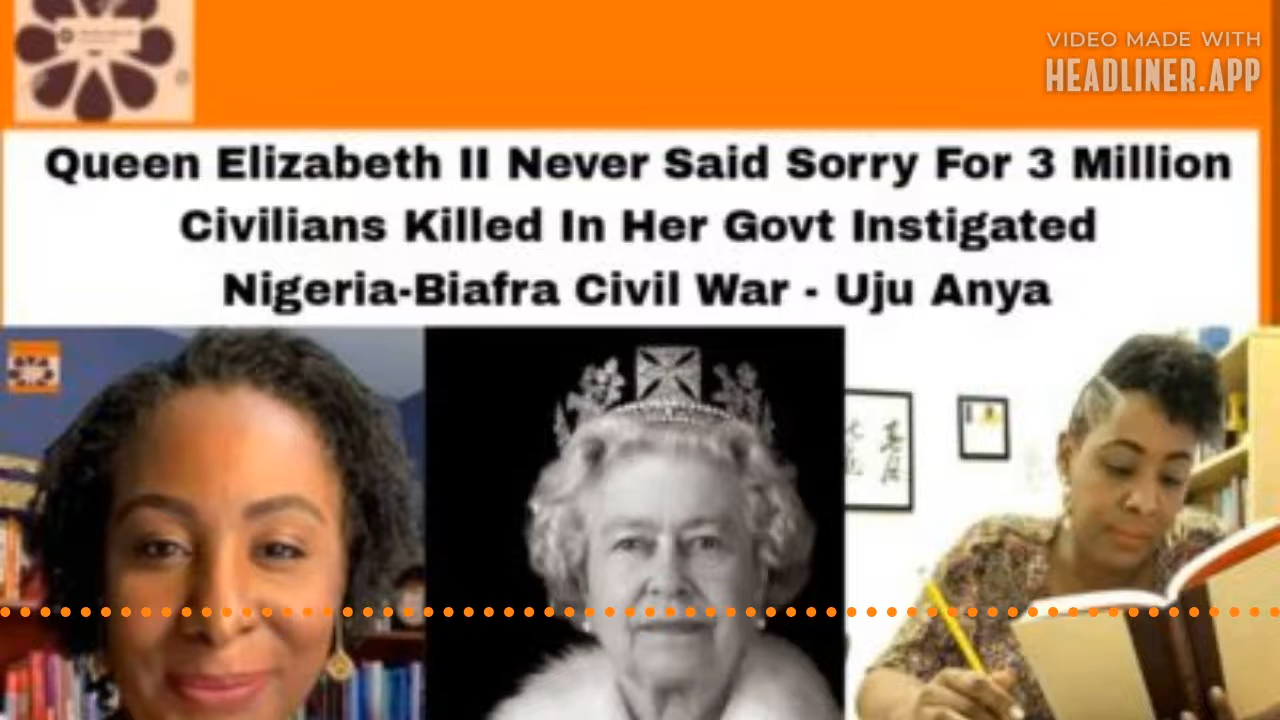 VIDEO MADE WITH
HEADLINER.APP
Queen Elizabeth II Never Said Sorry For 3 Million
Civilians Killed In Her Govt Instigated
Nigeria-Biafra Civil War - Uju Anya